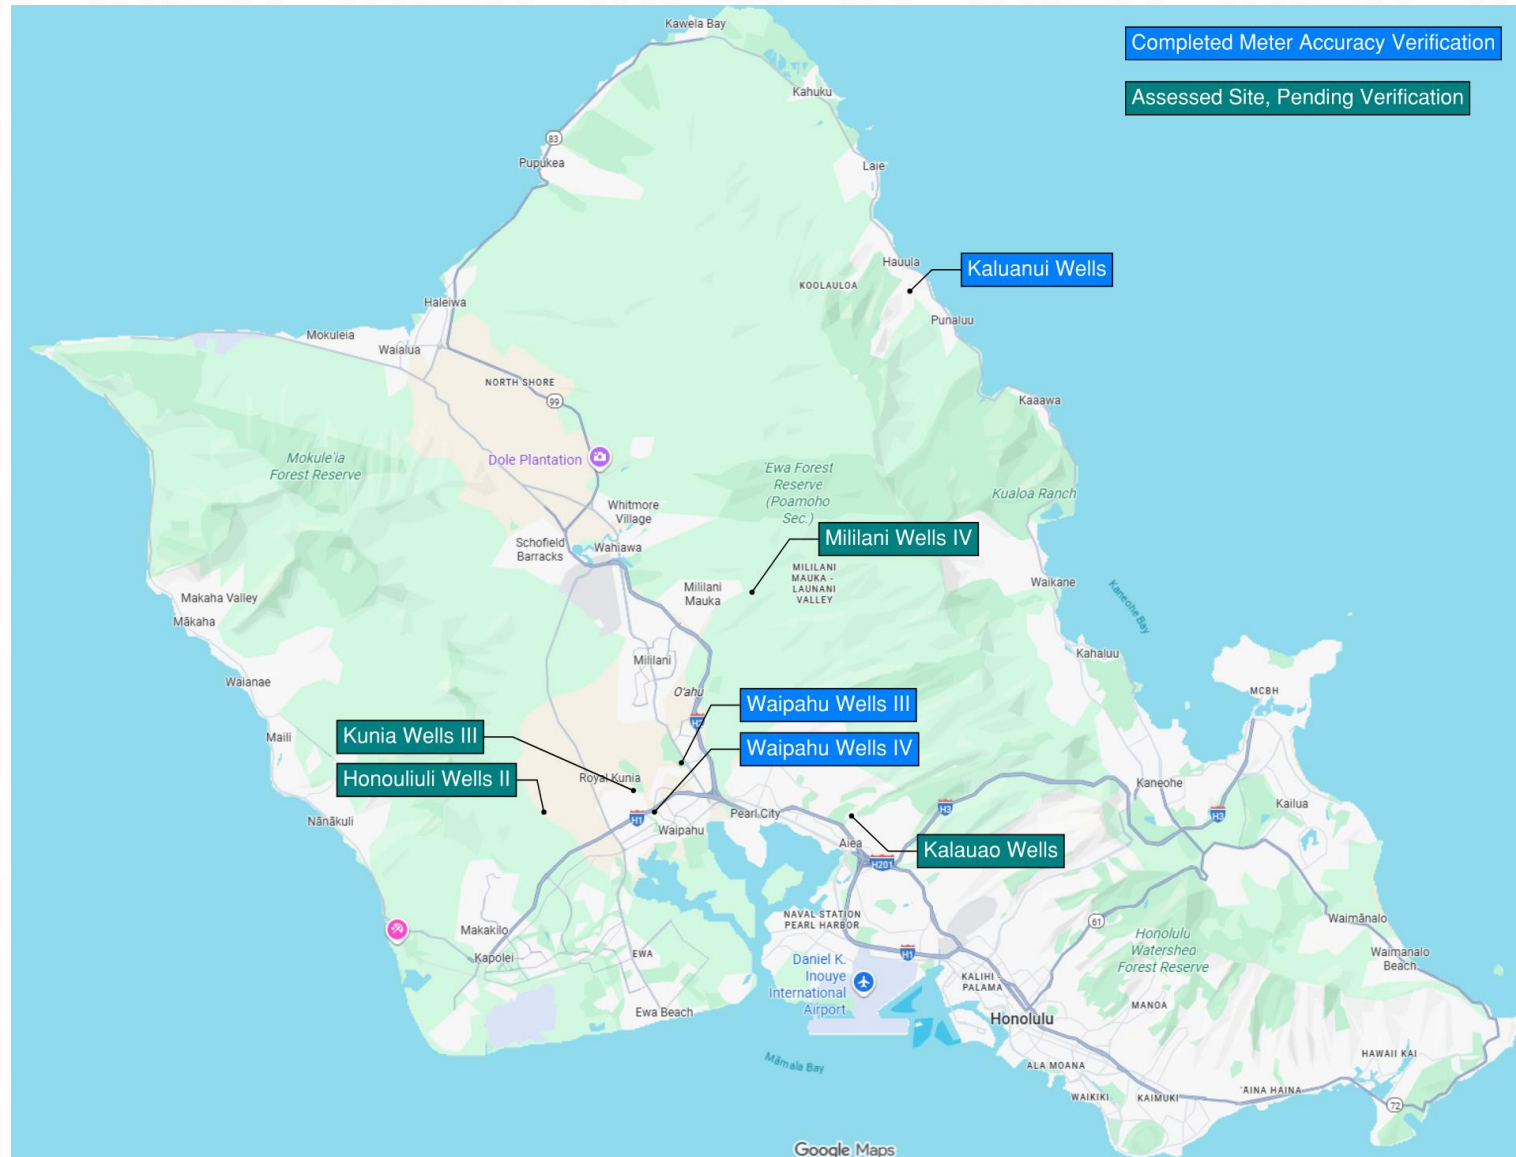 Kawela Bay
Completed Meter Accuracy Verification
Kahuku
Assessed Site, Pending Verification
83
Pupukea
Laie
Hauula
Kaluanui Wells
KOOLAULOA
Haleiwa
Punaluu
Mokuleia
Waialua
NORTH SHORE
99
Kaaawa
Mokule'ia
Forest Reserve
Dole Plantation
'Ewa Forest
Reserve
(Poamoho
Sec.)
Kualoa Ranch
Whitmore
Village
Schofield
Barracks
Wahiawa
Mililani Wells IV
MILILANI
MAUKA -
LAUNANI
VALLEY
Mililani
Mauka
Waikane
Kaneohe Bay
Makaha Valley
Mākaha
Kahaluu
Mililani
Waianae
O'ahu
MCBH
Waipahu Wells III
H2
Kunia Wells III
Maili
Waipahu Wells IV
Honouliuli Wells II
Royal Kunia
Kaneohe
Kailua
H3
H3
Nānākuli
H1
Pearl City
Waipahu
Aiea
Kalauao Wells
H201
NAVAL STATION
PEARL HARBOR
61
Waimānalo
Makakilo
Honolulu
Watershed
Forest Reserve
Kapolei
EWA
H1
Waimanalo
Beach
Daniel K.
Inouye
International
Airport
KALIHI -
PALAMA
MANOA
Ewa Beach
Honolulu
HAWAII KAI
Māmala Bay
ALA MOANA
'AINA HAINA
WAIKIKI
KAIMUKI
72
Google Maps